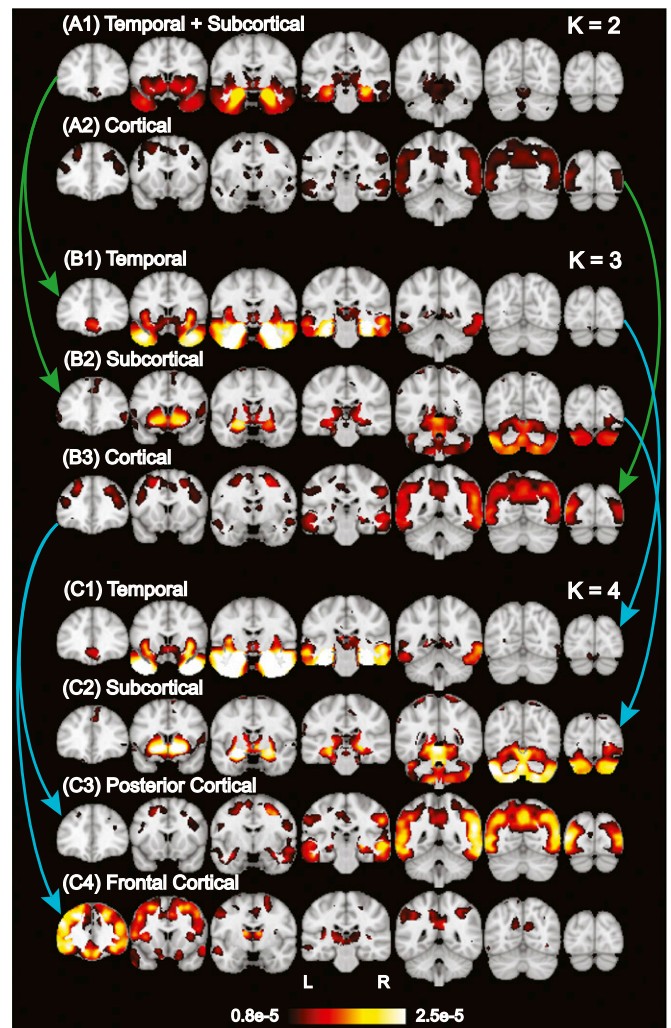 (A1) Temporal + Subcortical K = 2
(A2) Cortical
(B1) Temporal K = 3
(B2) Subcortical
(B3) Cortical
(C1) Temporal K = 4
(C2) Subcortical
(C3) Posterior Cortical
(C4) Frontal Cortical
L R
0.8e-5 2.5e-5